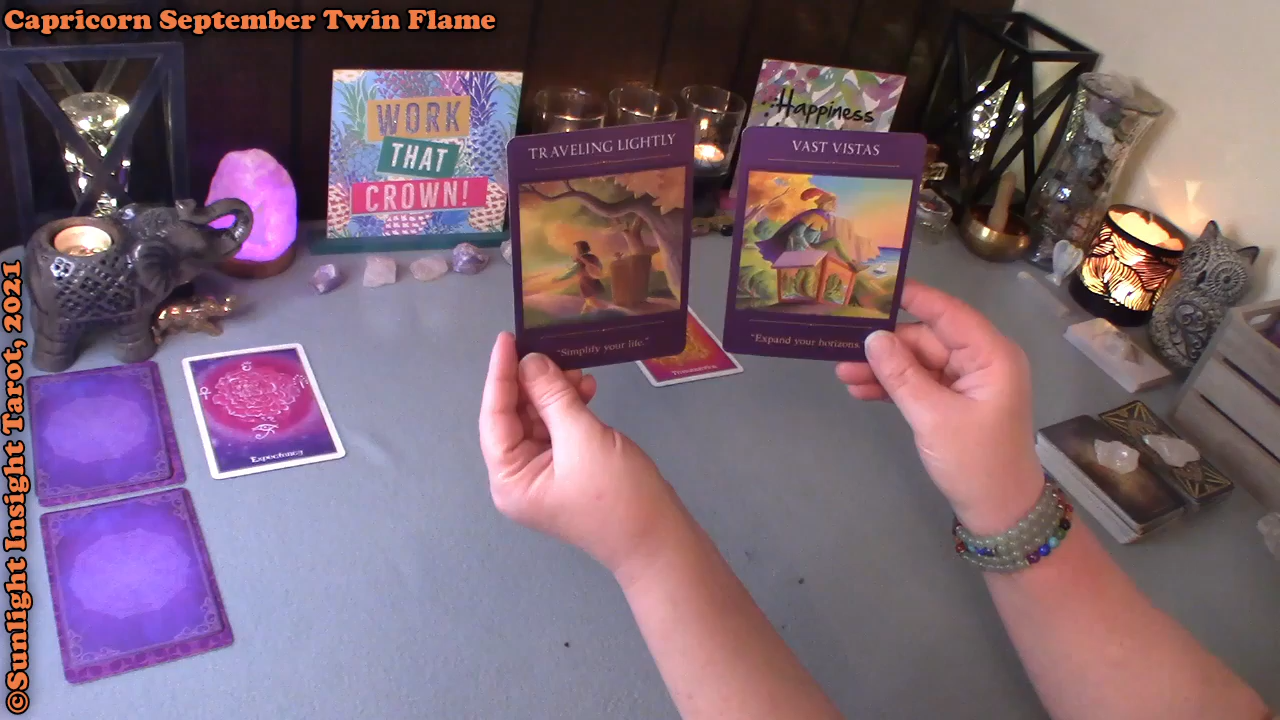 Capricorn September Twin Flame
©Sunlight Insight Tarot, 2021
WORK
THAT
CROWN!
Happiness
TRAVELING LIGHTLY
"Simplify your life."
VAST VISTAS
"Expand your horizons.
Expectancy